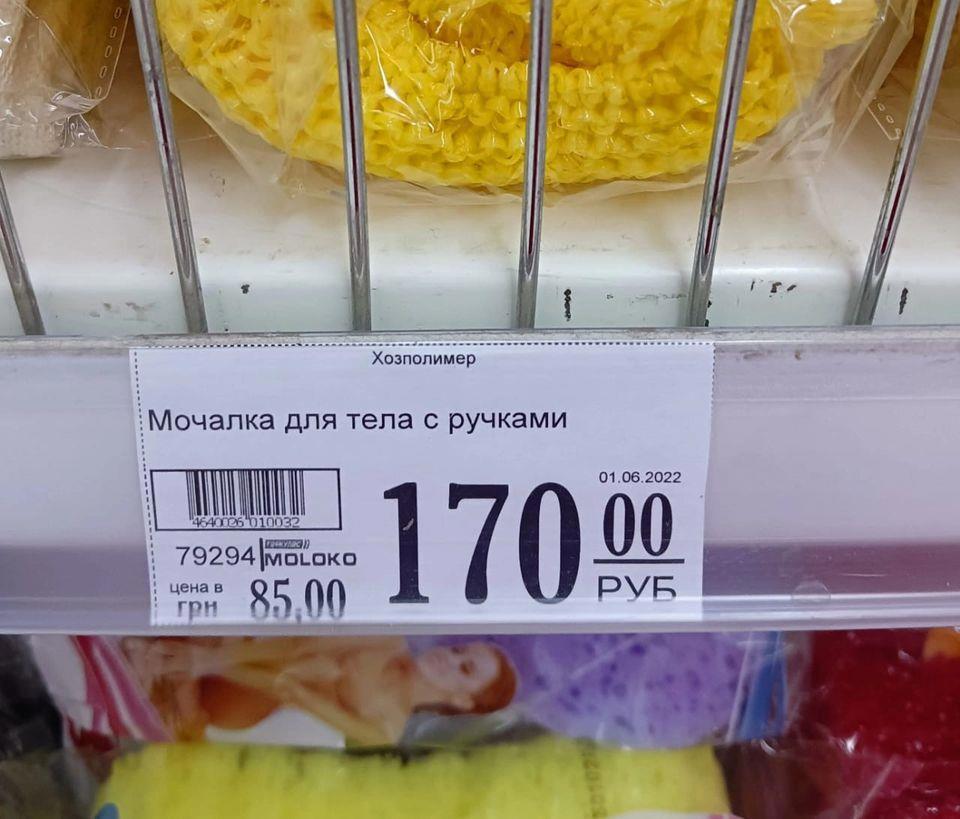 Хозполимер
Мочалка для тела с ручками
4640026 010032
01.06.2022
170 00
РУБ
79294 MOLOKO
цена в
грн 85,00